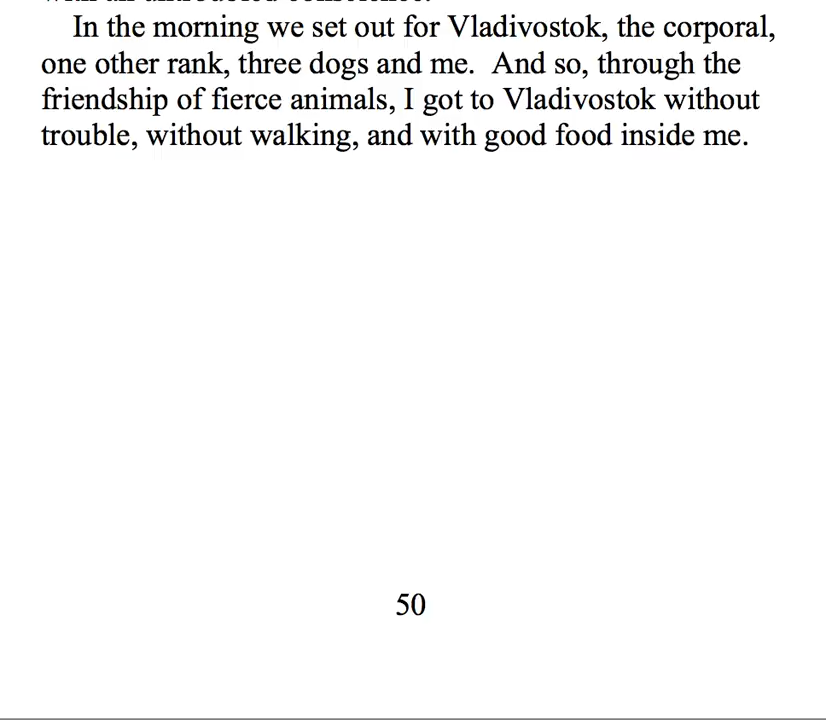 In the morning we set out for Vladivostok, the corporal,
one other rank, three dogs and me.  And so, through the
friendship of fierce animals, I got to Vladivostok without
trouble, without walking, and with good food inside me.
50